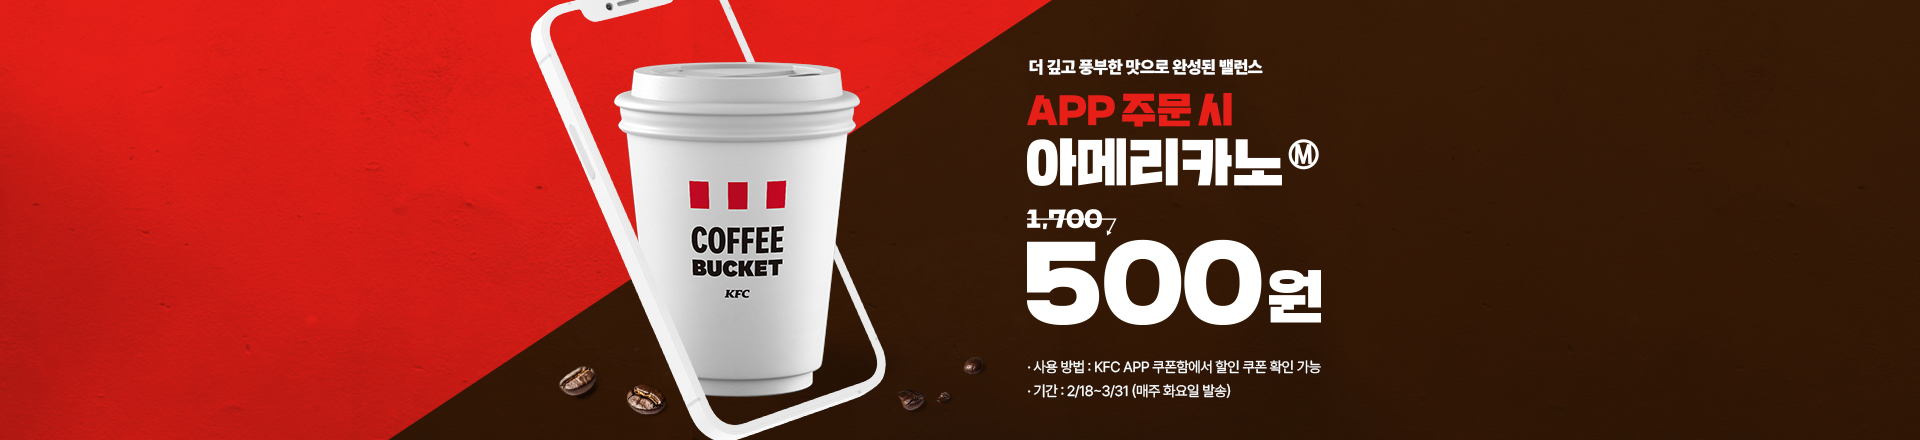 COFFEE
BUCKET
KFC
더 깊고 풍부한 맛으로 완성된 밸런스
APP 주문 시
아메리카노 Ⓜ
1,700
500원
· 사용 방법 : KFC APP 쿠폰함에서 할인 쿠폰 확인 가능
· 기간 : 2/18~3/31 (매주 화요일 발송)